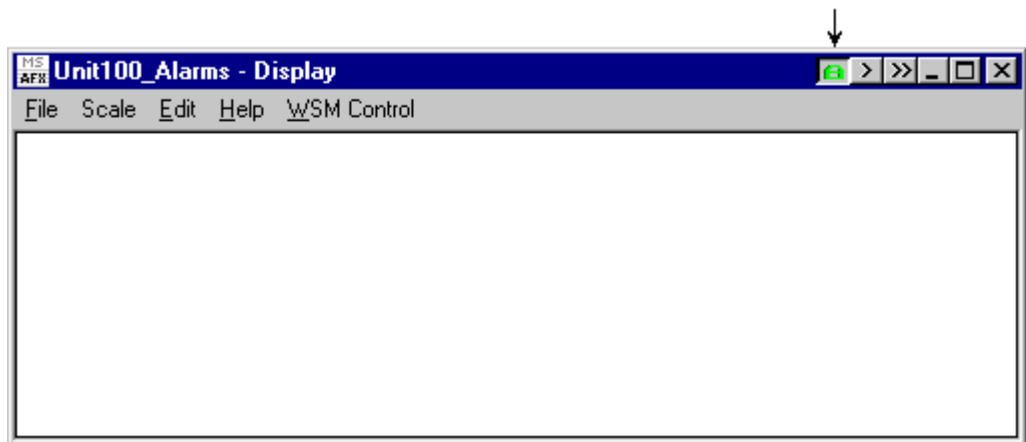 MS
AFX
Unit100_Alarms - Display
File Scale Edit Help WSM Control